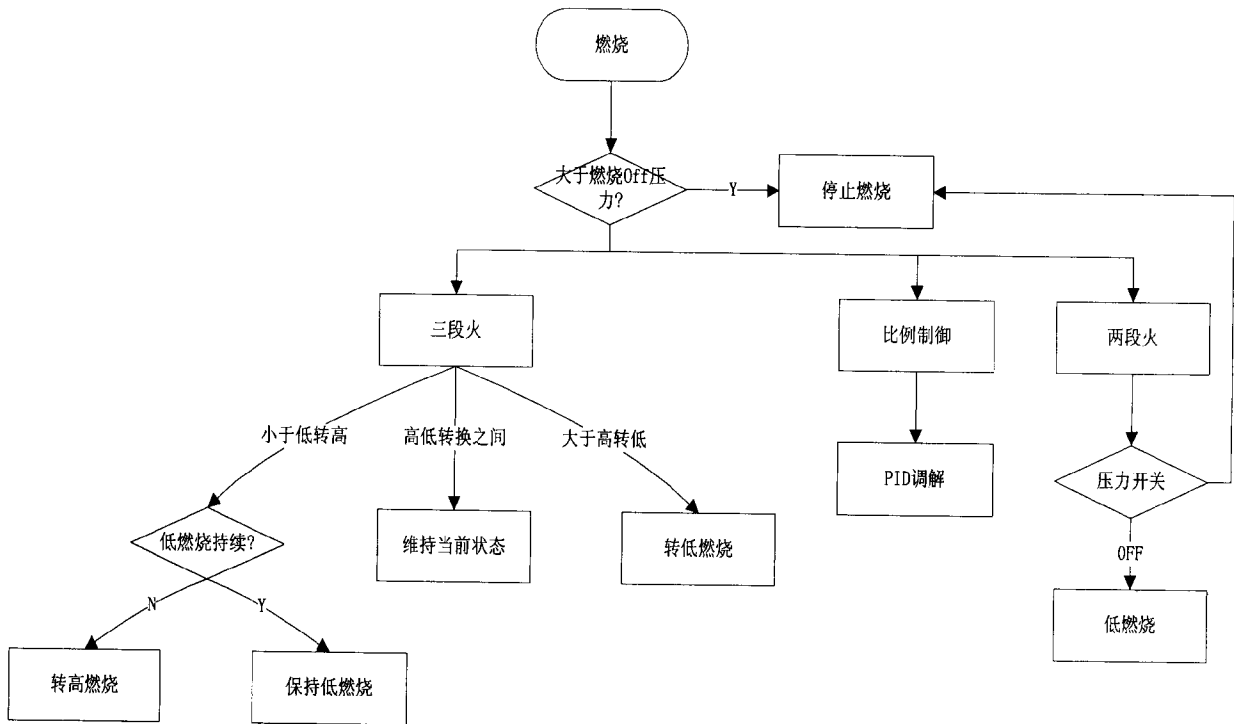 燃烧
大于燃烧Off压
力?
Y
停止燃烧
三段火
比例制御
两段火
小于低转高
高低转换之间
大于高转低
PID调解
压力开关
低燃烧持续?
维持当前状态
转低燃烧
OFF
N
Y
低燃烧
转高燃烧
保持低燃烧